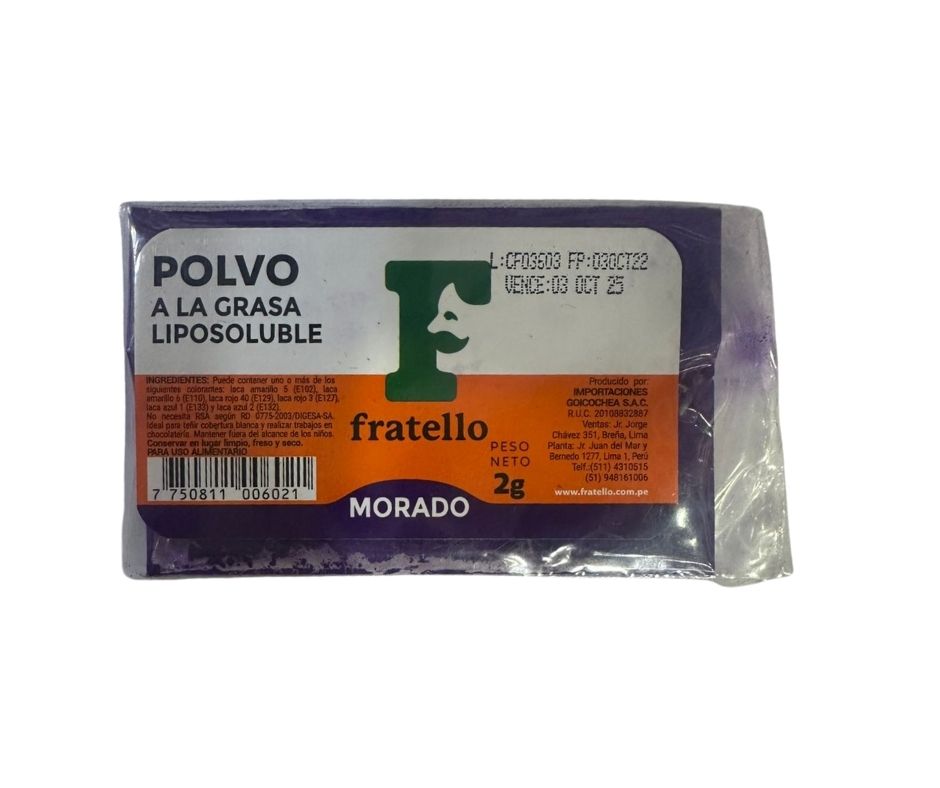 POLVO
A LA GRASA
LIPOSOLUBLE
L:CF03603 FP:03OCT22
VENCE:03 OCT 25
INGREDIENTES: Puede contener uno o más de los
siguientes colorantes: laca amarillo 5 (E102), laca
amarillo 6 (E110), laca rojo 40 (E129), laca rojo 3 (E127),
laca azul 1 (E133) y laca azul 2 (E132).
No necesita RSA según RD 0775-2003/DIGESA-SA.
Ideal para teñir cobertura blanca y realizar trabajos en
chocolatería. Mantener fuera del alcance de los niños.
Conservar en lugar limpio, freso y seco.
PARA USO ALIMENTARIO
7 750811 006021
fratello
PESO
NETO
2g
MORADO
Producido por:
IMPORTACIONES
GOICOCHEA S.A.C.
R.U.C. 20108832887
Ventas: Jr. Jorge
Chávez 351, Breña, Lima
Planta: Jr. Juan del Mar y
Bernedo 1277, Lima 1, Perú
Telf.:(511) 4310515
(51) 948161006
www.fratello.com.pe